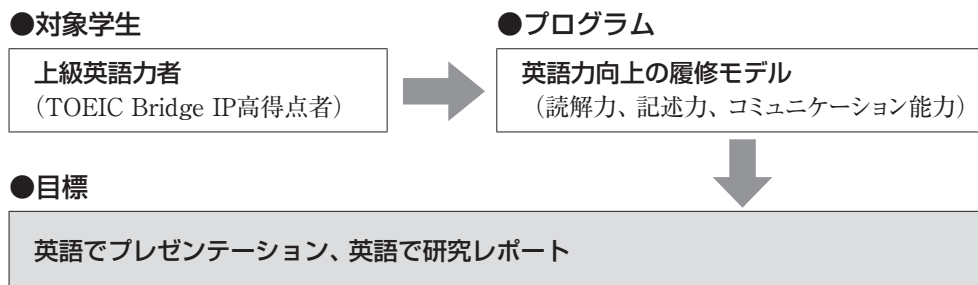 ●対象学生
上級英語力者
（TOEIC Bridge IP高得点者）
●プログラム
英語力向上の履修モデル
（読解力、記述力、コミュニケーション能力）
●目標
英語でプレゼンテーション、英語で研究レポート